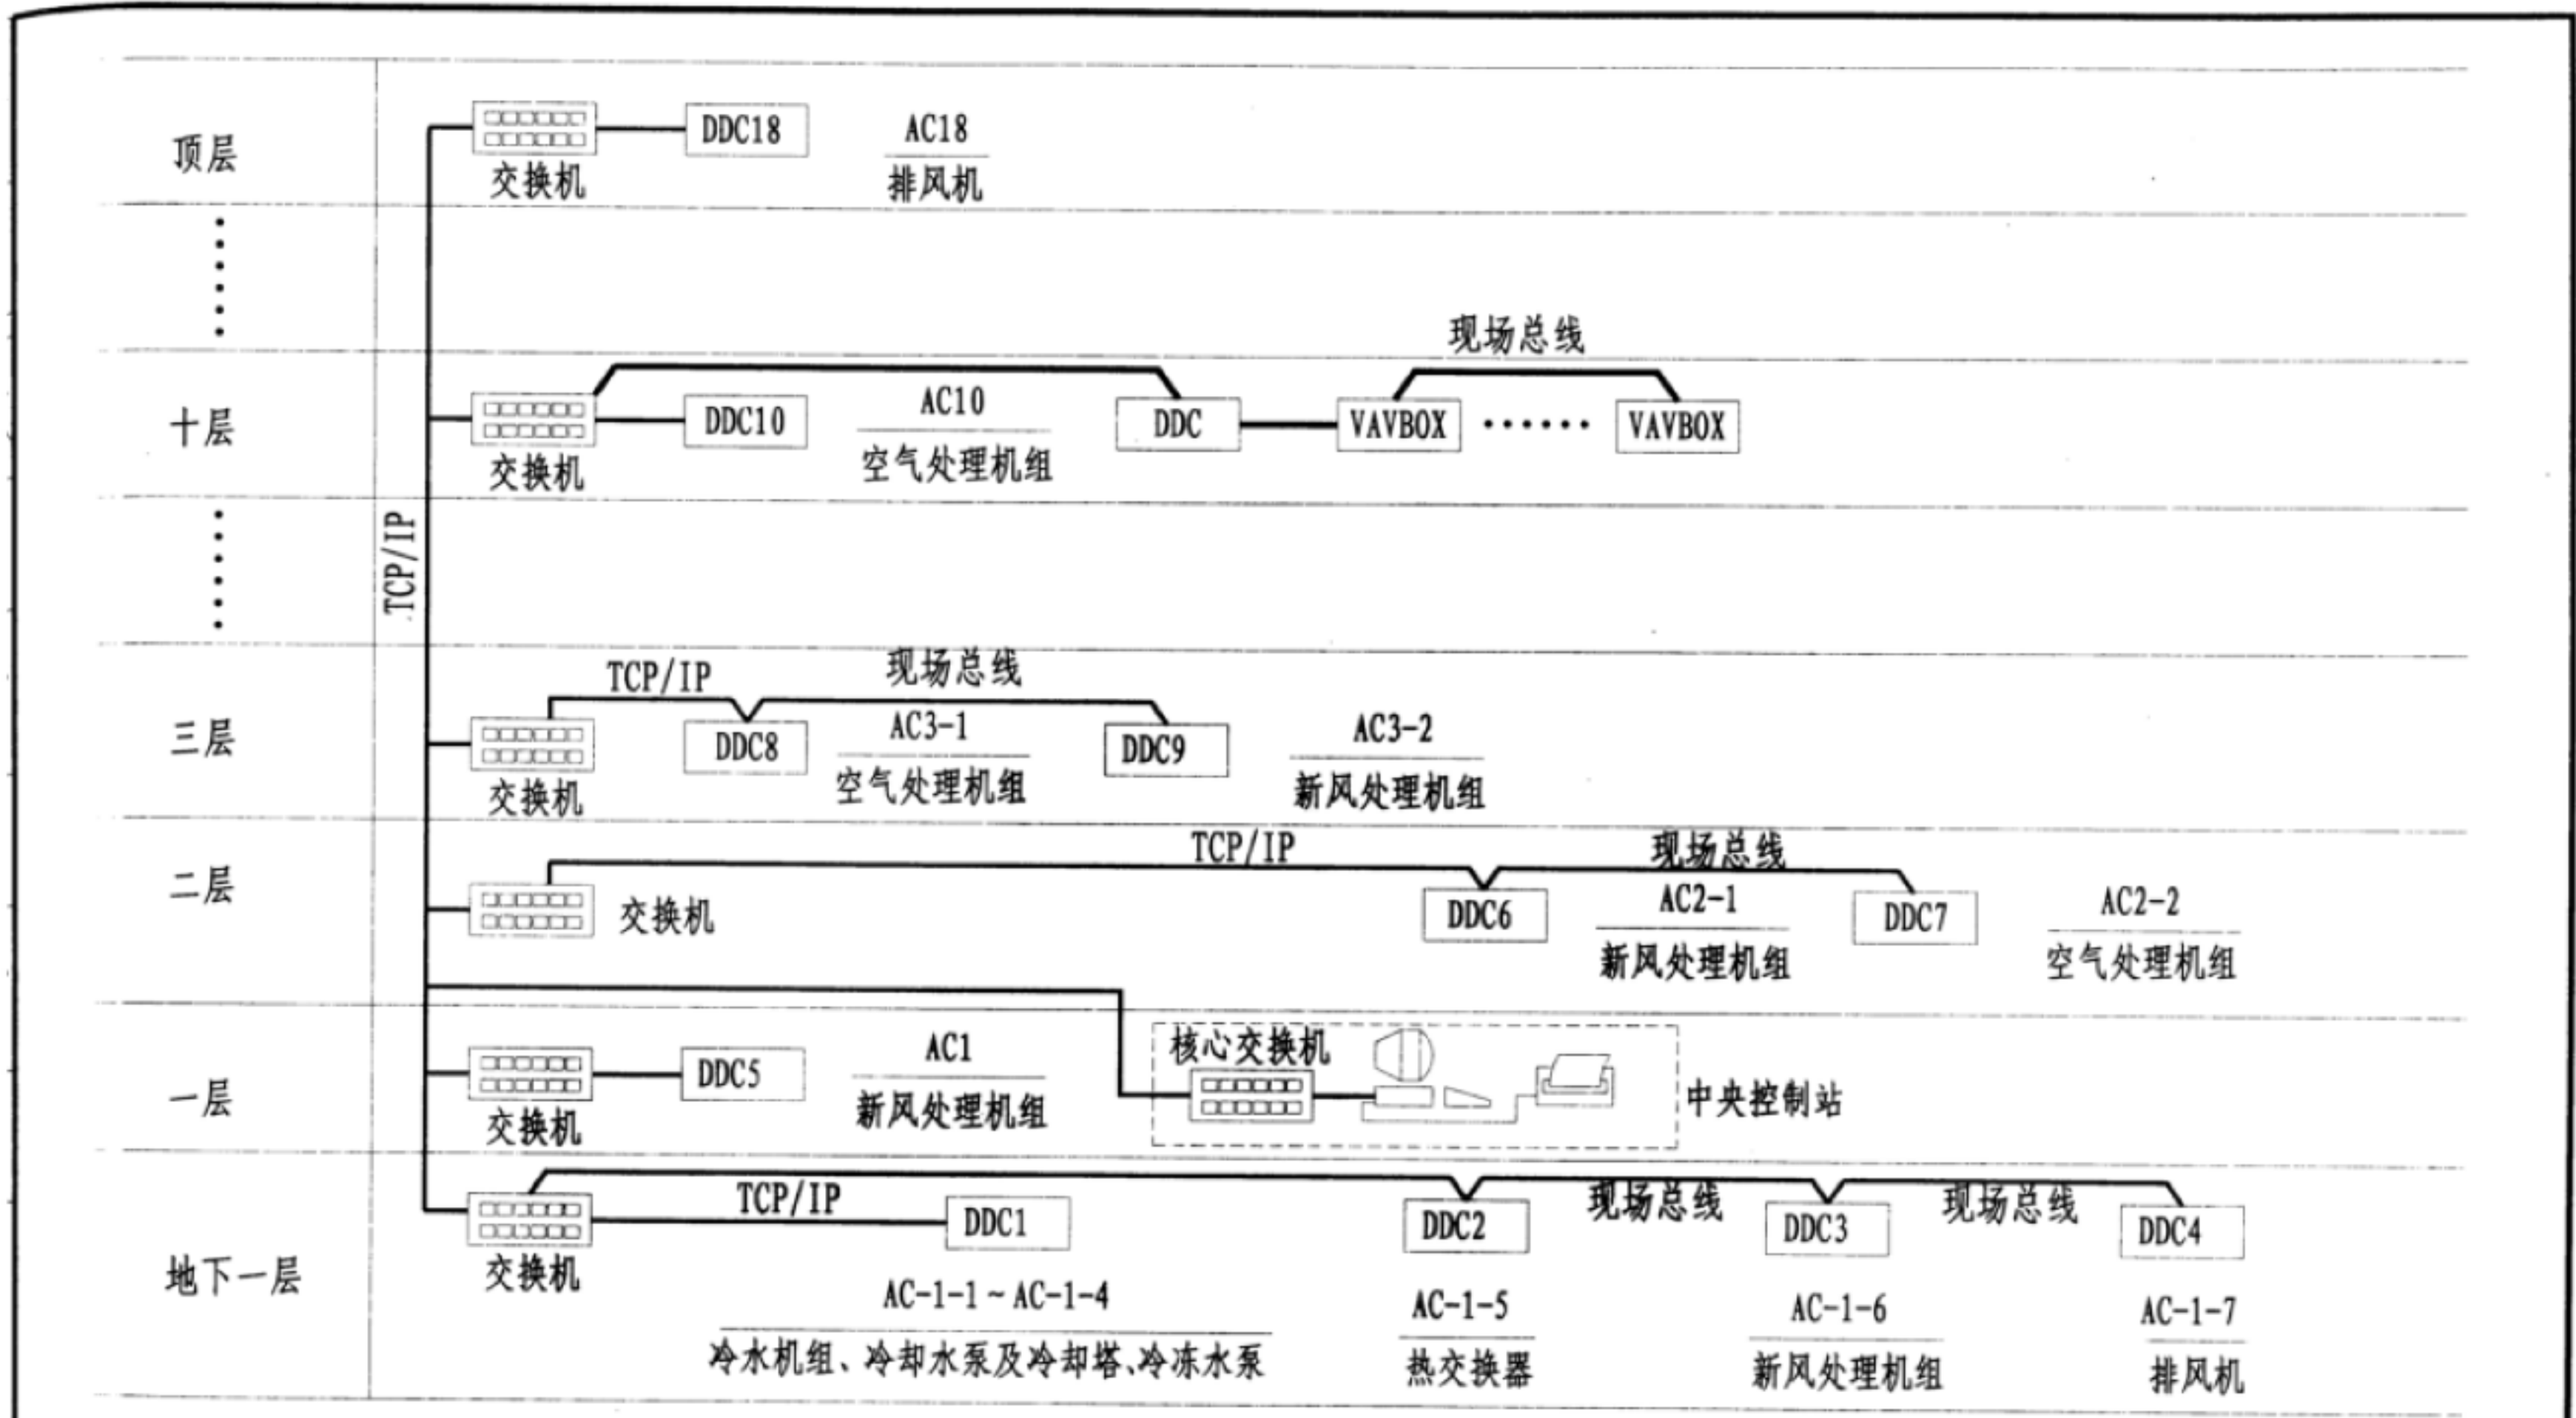 顶层
DDC18
AC18
交换机
排风机
现场总线
十层
DDC10
AC10
DDC
VAVBOX
VAVBOX
交换机
空气处理机组
TCP/IP
TCP/IP
现场总线
三层
DDC8
AC3-1
DDC9
AC3-2
交换机
空气处理机组
新风处理机组
TCP/IP
现场总线
二层
交换机
DDC6
AC2-1
DDC7
AC2-2
新风处理机组
空气处理机组
一层
DDC5
AC1
核心交换机
中央控制站
交换机
新风处理机组
地下一层
TCP/IP
DDC1
DDC2
现场总线
DDC3
现场总线
DDC4
交换机
AC-1-1~AC-1-4
AC-1-5
AC-1-6
AC-1-7
冷水机组、冷却水泵及冷却塔、冷冻水泵
热交换器
新风处理机组
排风机